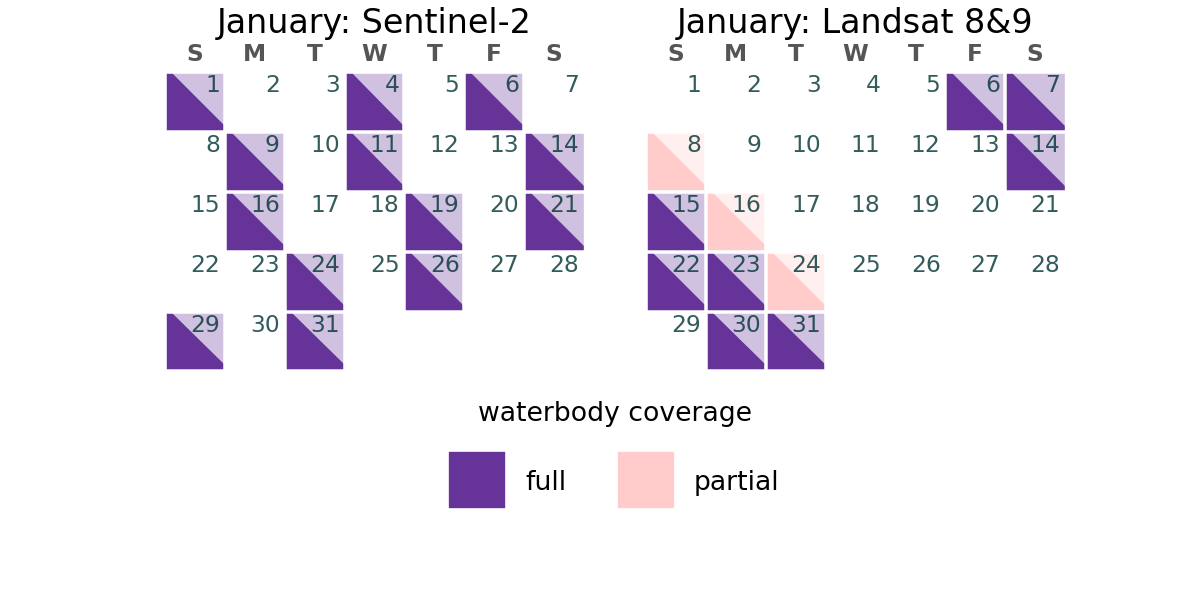 January: Sentinel-2
S M T W T F S
1 2 3 4 5 6 7
8 9 10 11 12 13 14
15 16 17 18 19 20 21
22 23 24 25 26 27 28
29 30 31
January: Landsat 8&9
S M T W T F S
1 2 3 4 5 6 7
8 9 10 11 12 13 14
15 16 17 18 19 20 21
22 23 24 25 26 27 28
29 30 31
waterbody coverage
full partial